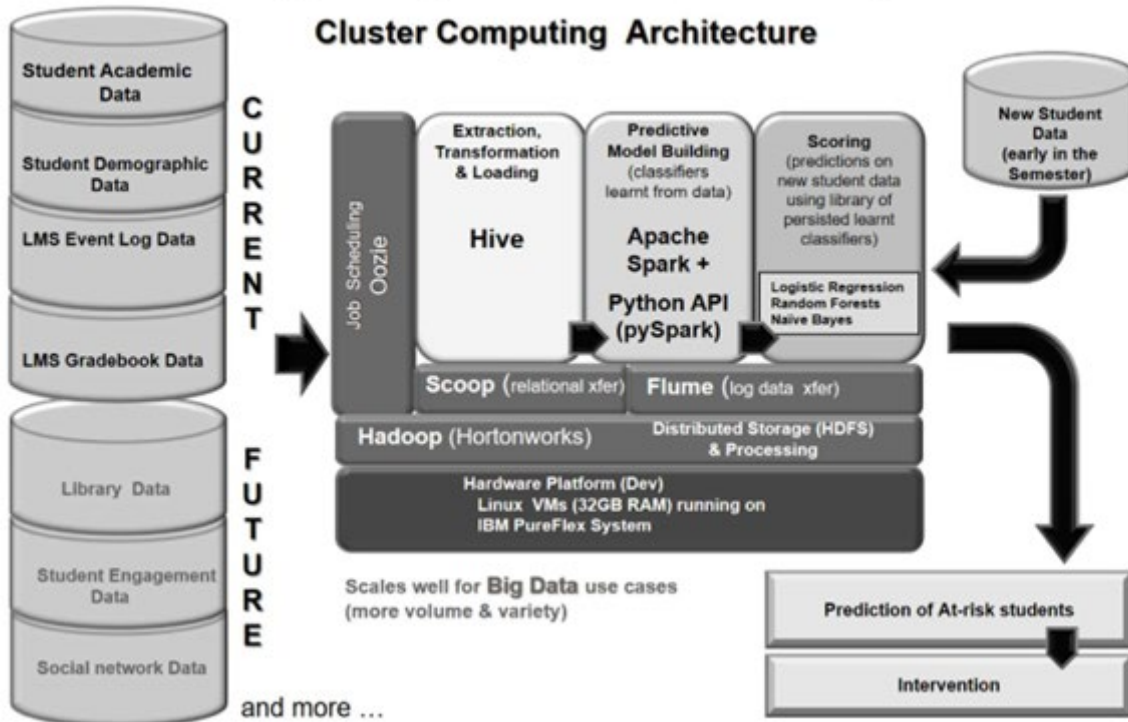 Cluster Computing Architecture
Student Academic
Data
Student Demographic
Data
LMS Event Log Data
LMS Gradebook Data
CURRENT
Library Data
Student Engagement
Data
Social network Data
FUTURE
and more ...
Job Scheduling
Oozie
Extraction,
Transformation
& Loading
Hive
Predictive
Model Building
(classifiers
learnt from data)
Apache
Spark +
Python API
(pySpark)
Scoring
(predictions on
new student data
using library of
persisted learnt
classifiers)
Logistic Regression
Random Forests
Naïve Bayes
Scoop (relational xfer)
Flume (log data xfer)
Hadoop (Hortonworks)
Distributed Storage (HDFS)
& Processing
Hardware Platform (Dev)
Linux VMs (32GB RAM) running on
IBM PureFlex System
Scales well for Big Data use cases
(more volume & variety)
New Student
Data
(early in the
Semester)
Prediction of At-risk students
Intervention